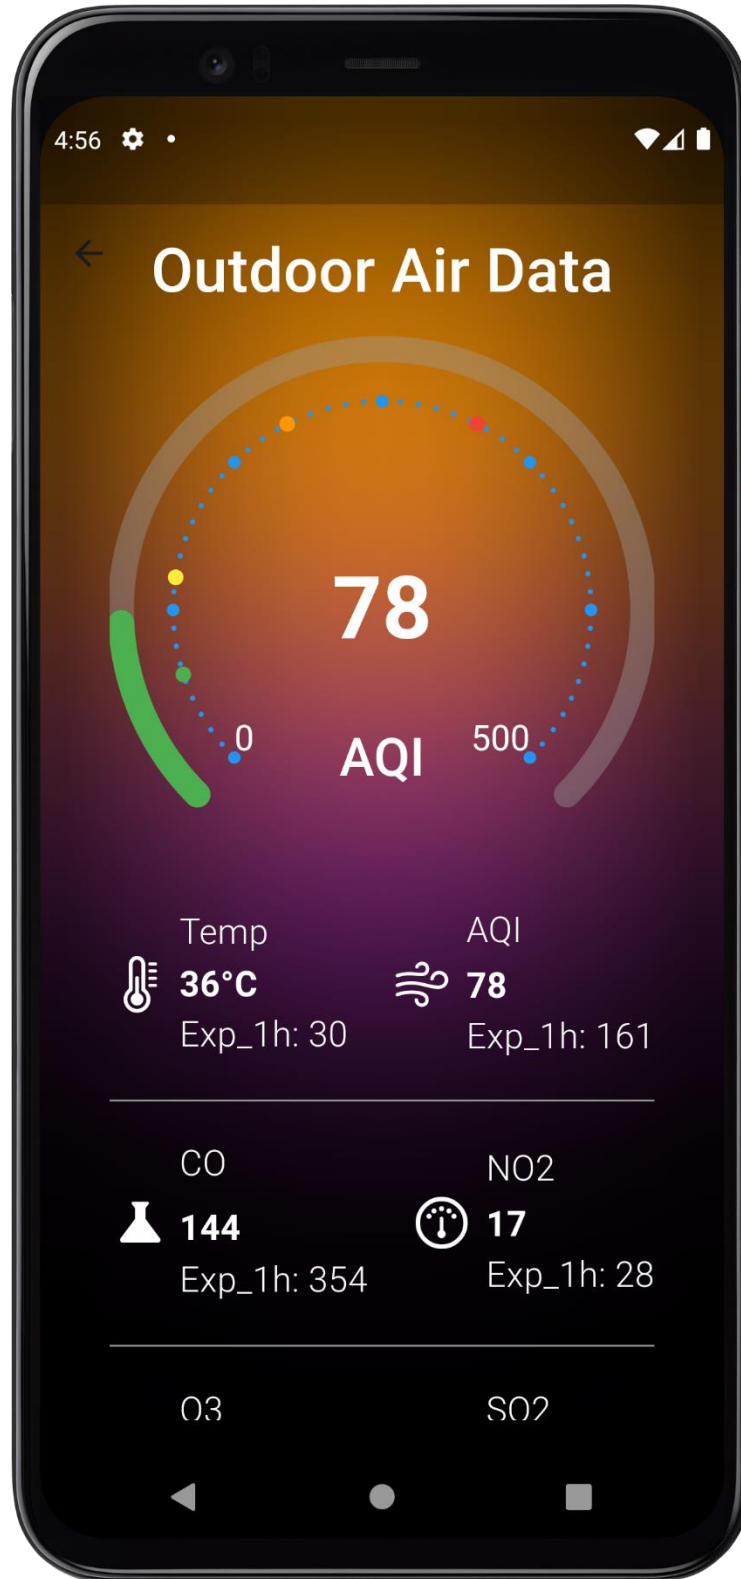 4:56
Outdoor Air Data
78
0
500
AQI
Temp
36°C
Exp_1h: 30
AQI
78
Exp_1h: 161
CO
144
Exp_1h: 354
NO2
17
Exp_1h: 28
O3
SO2